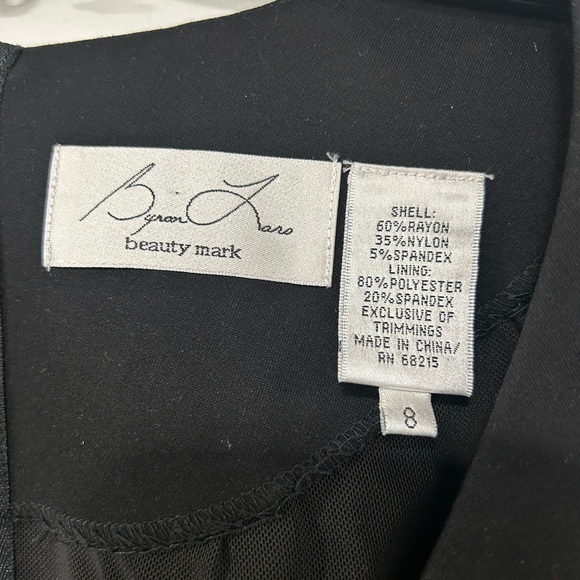 Byron Lars
beauty mark
SHELL:
60%RAYON
35%NYLON
5%SPANDEX
LINING:
80%POLYESTER
20%SPANDEX
EXCLUSIVE OF
TRIMMINGS
MADE IN CHINA/
RN 68215
8